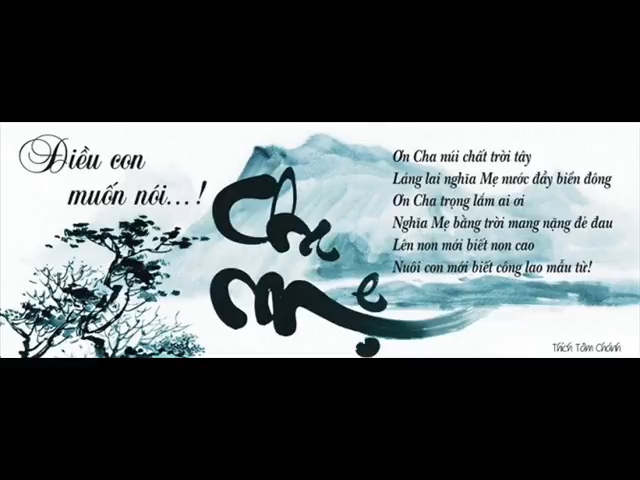 Điều con
muốn nói...!
Cha
Mẹ
Ơn Cha núi chất trời tây
Láng lai nghĩa Mẹ nước đầy biển đông
Ơn Cha trọng lắm ai ơi
Nghĩa Mẹ bằng trời mang nặng đẻ đau
Lên non mới biết non cao
Nuôi con mới biết công lao mẫu từ!
Thích Tâm Chánh